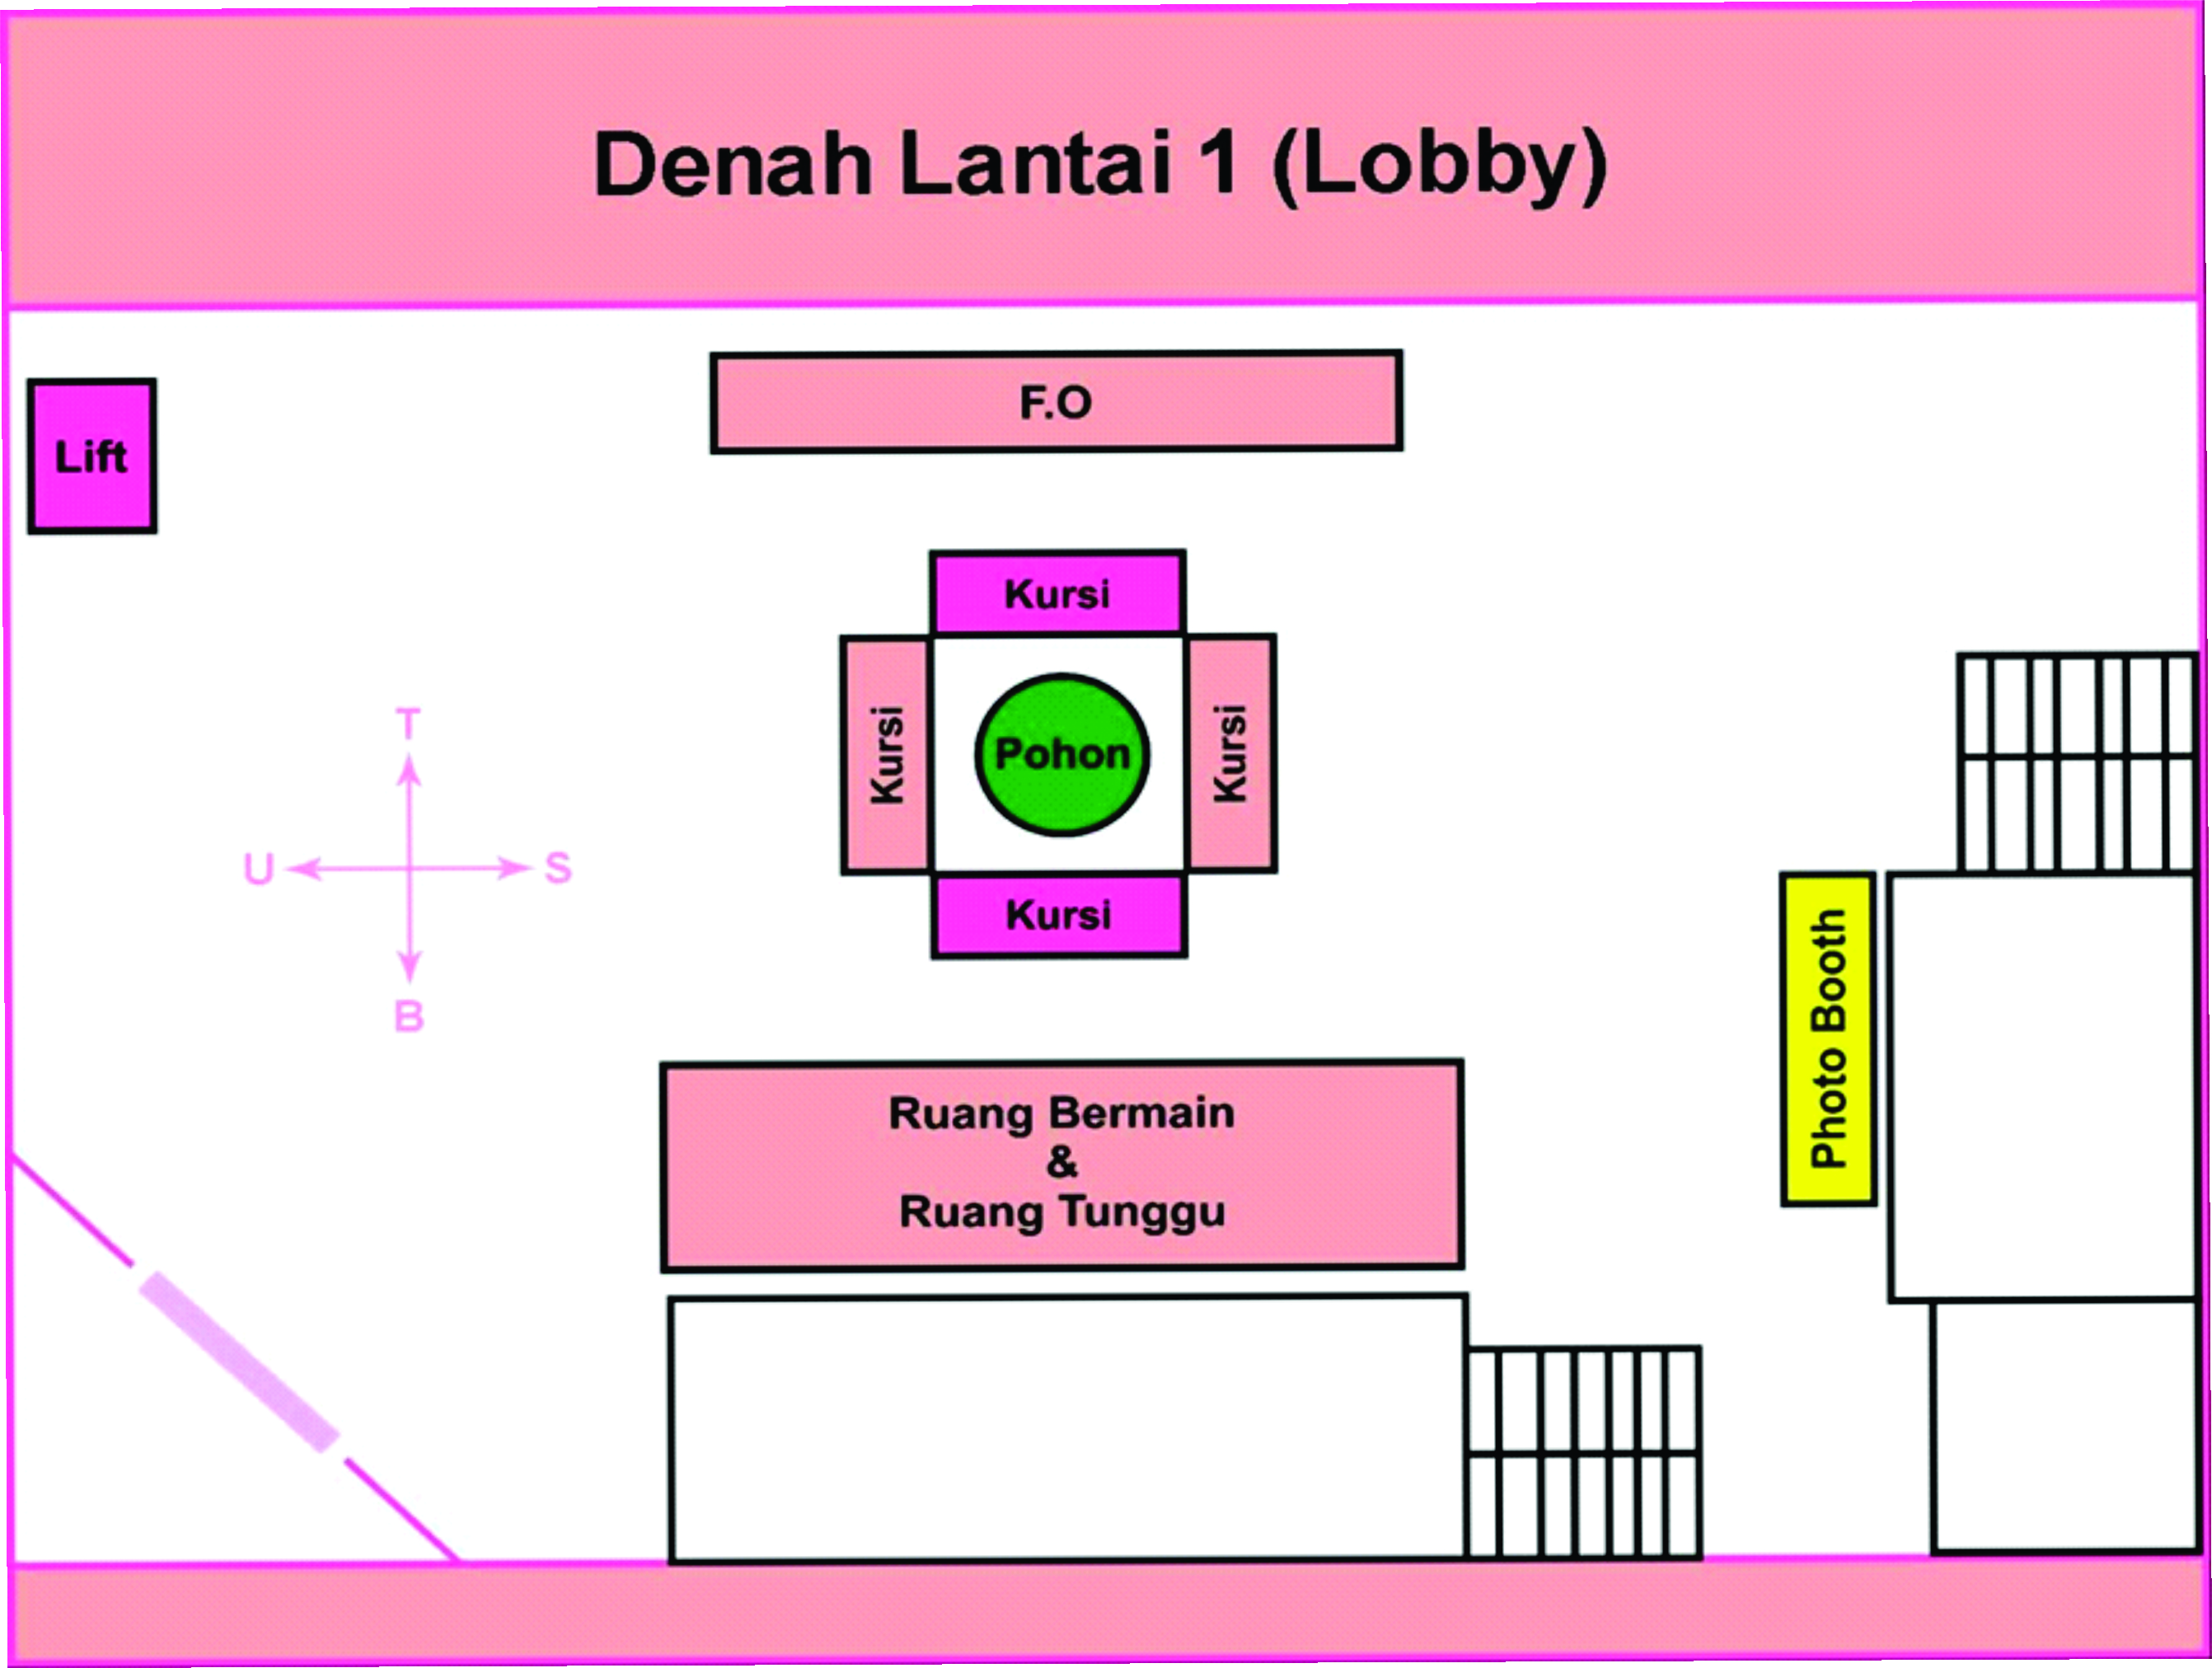 Denah Lantai 1 (Lobby)
F.O
Lift
Kursi
Kursi
Pohon
Kursi
Kursi
T
U
S
B
Photo Booth
Ruang Bermain
&
Ruang Tunggu